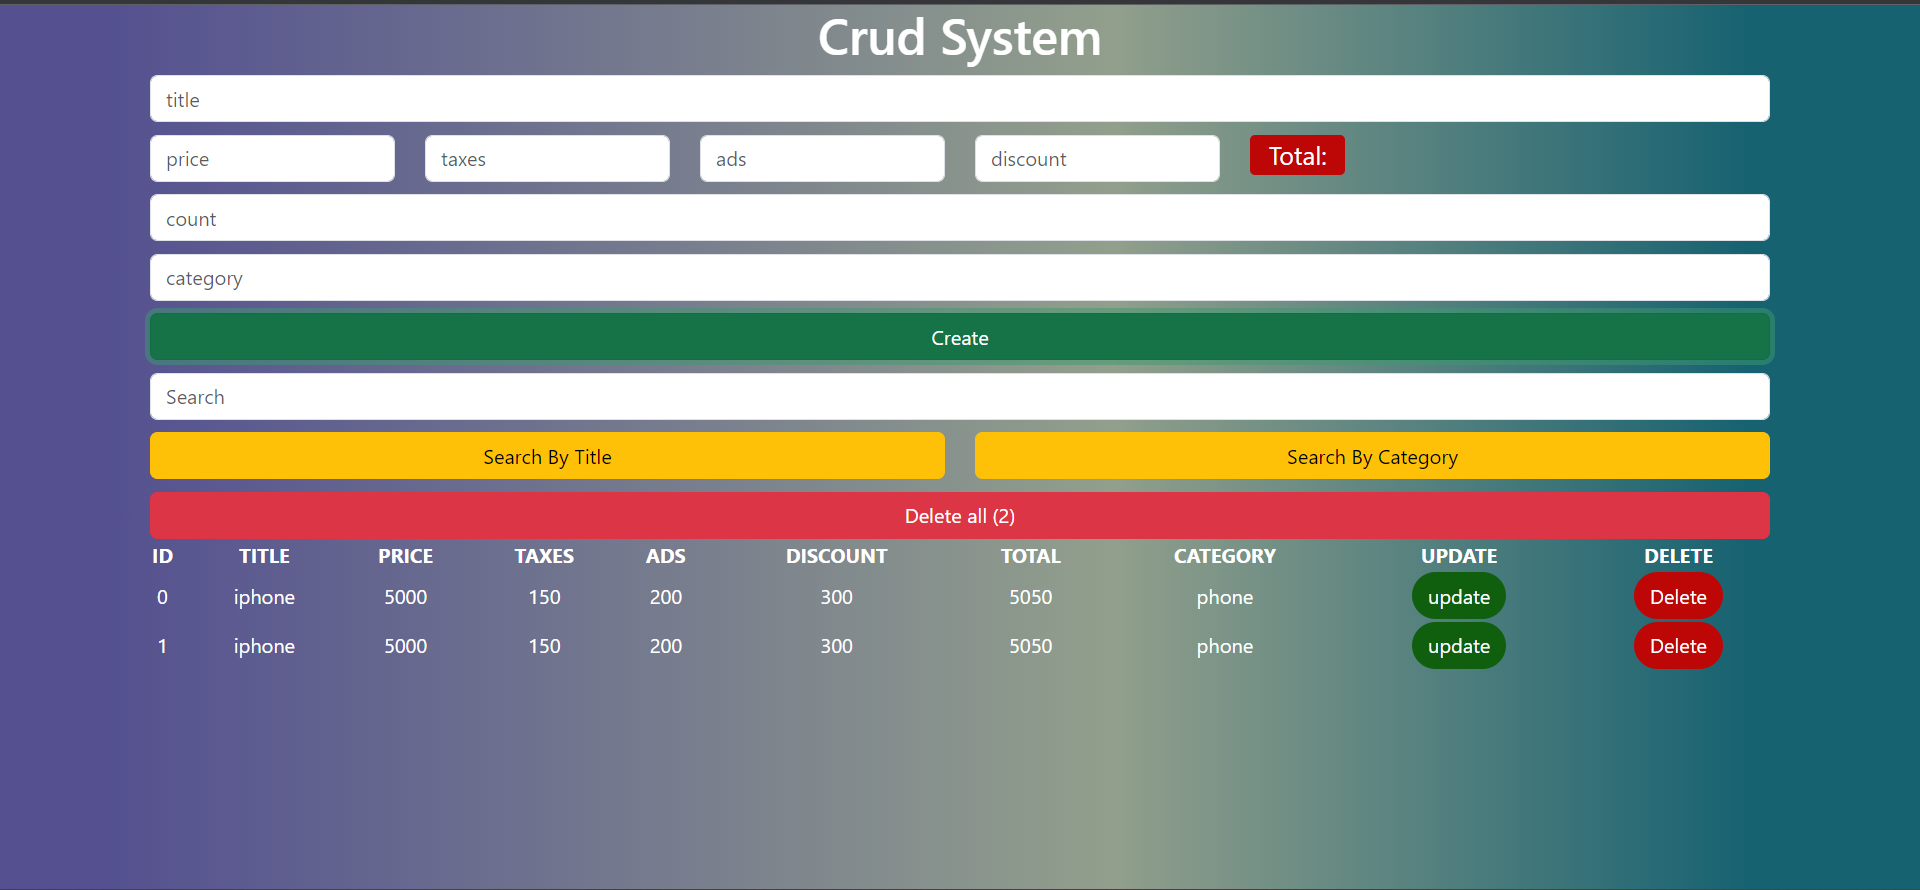 Crud System
title
price taxes ads discount Total:
count
category
Create
Search
Search By Title Search By Category
Delete all (2)
ID TITLE PRICE TAXES ADS DISCOUNT TOTAL CATEGORY UPDATE DELETE
0 iphone 5000 150 200 300 5050 phone update Delete
1 iphone 5000 150 200 300 5050 phone update Delete